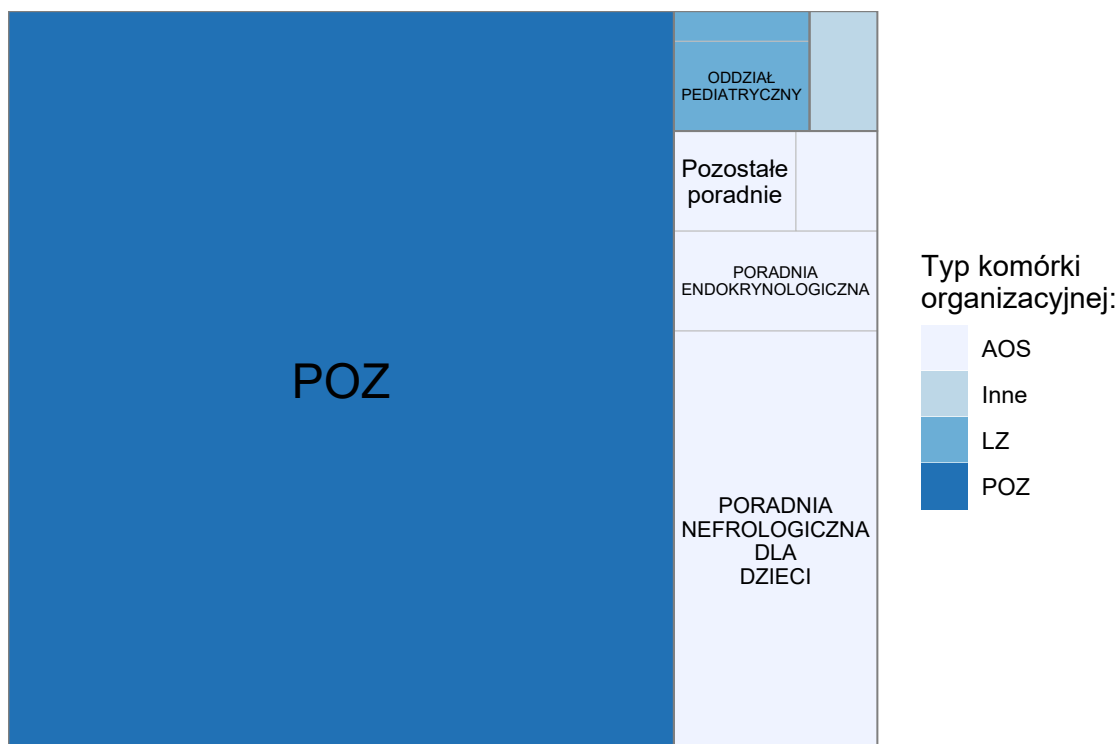 ODDZIAŁ
PEDIATRYCZNY
Pozostałe
poradnie
PORADNIA
ENDOKRYNOLOGICZNA
POZ
PORADNIA
NEFROLOGICZNA
DLA
DZIECI
Typ komórki
organizacyjnej:
AOS
Inne
LZ
POZ